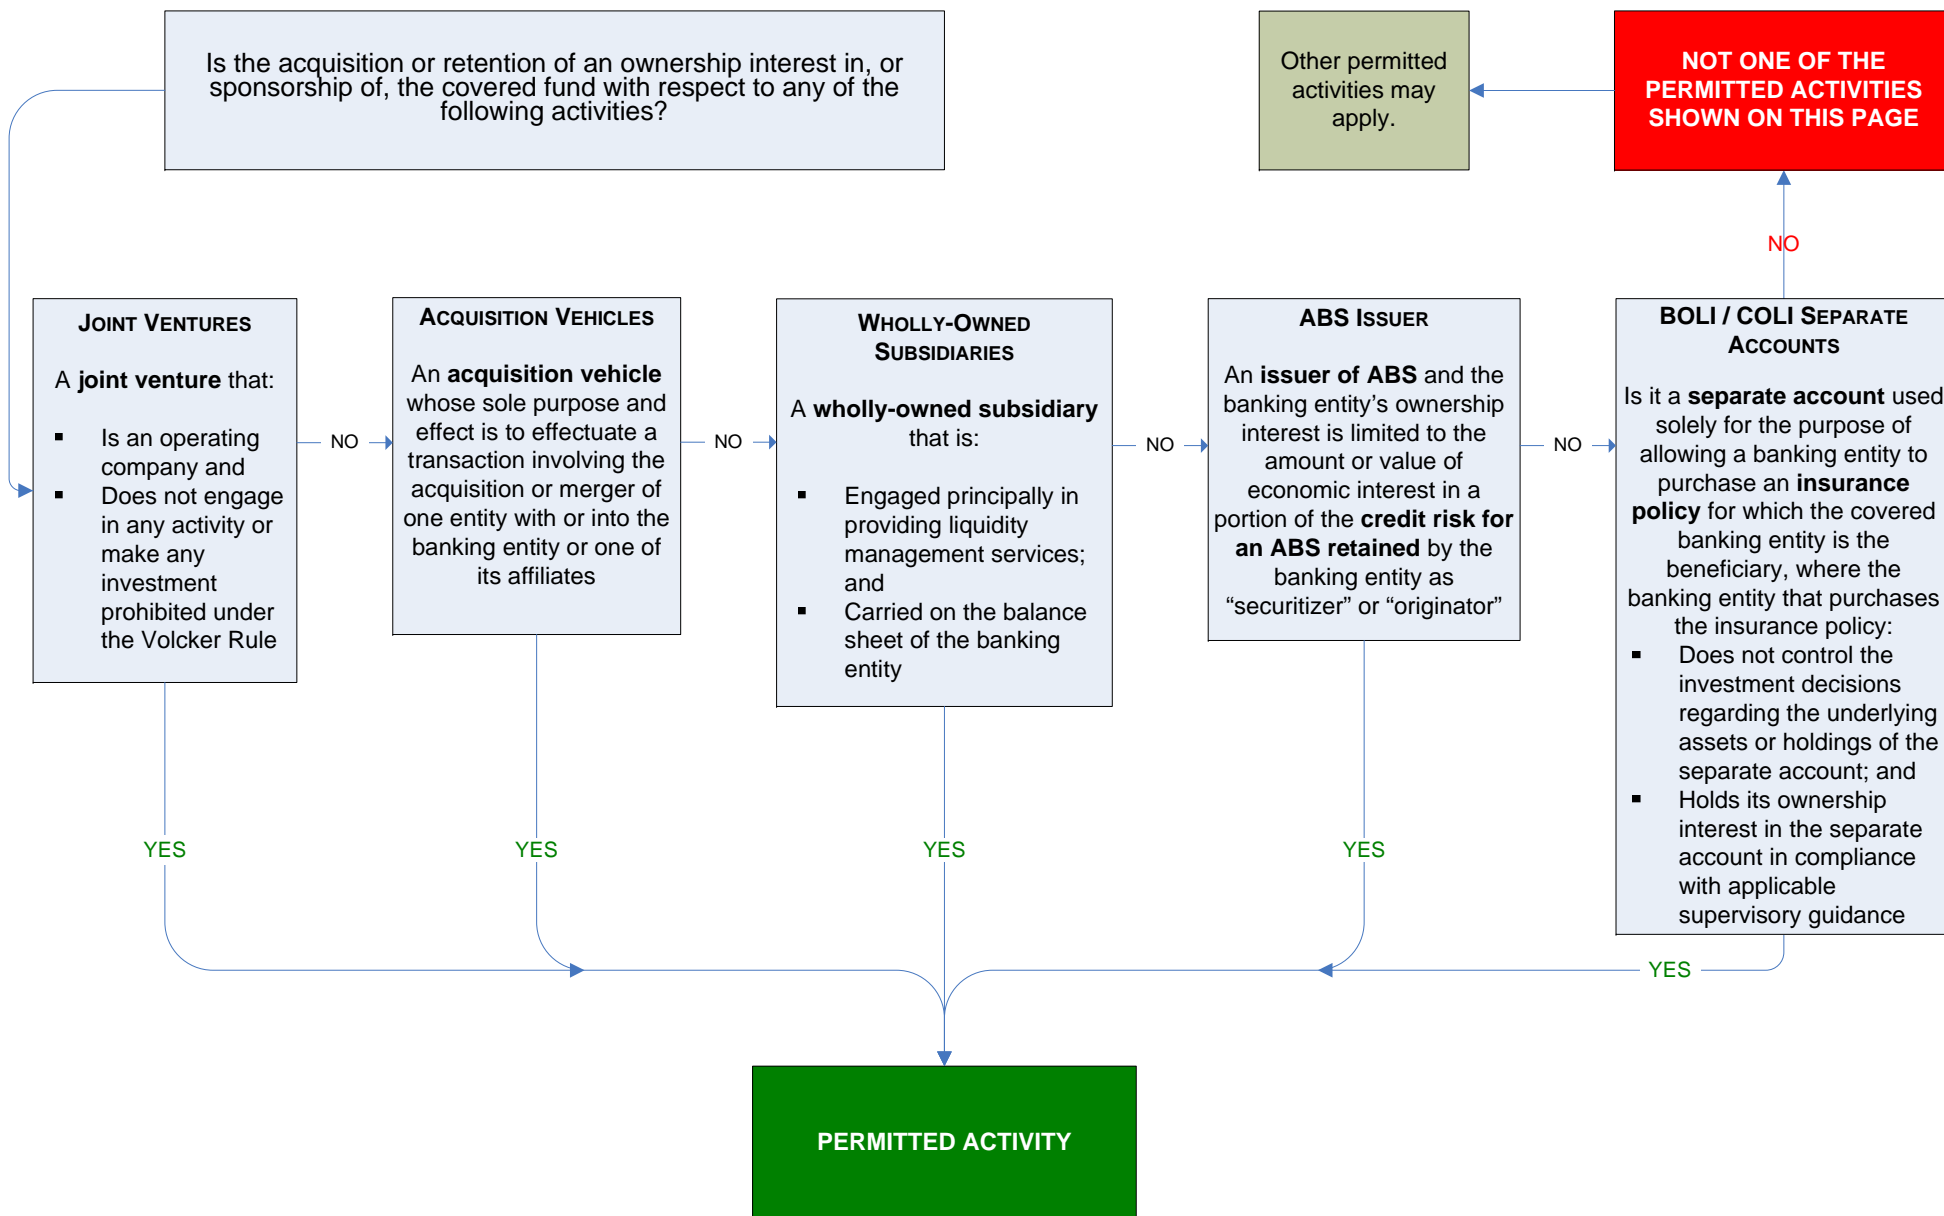 Is the acquisition or retention of an ownership interest in, or
sponsorship of, the covered fund with respect to any of the
following activities?
Other permitted
activities may
apply.
NOT ONE OF THE
PERMITTED ACTIVITIES
SHOWN ON THIS PAGE
NO
JOINT VENTURES
A joint venture that:
▪ Is an operating
company and
▪ Does not engage
in any activity or
make any
investment
prohibited under
the Volcker Rule
NO
ACQUISITION VEHICLES
An acquisition vehicle
whose sole purpose and
effect is to effectuate a
transaction involving the
acquisition or merger of
one entity with or into the
banking entity or one of
its affiliates
NO
WHOLLY-OWNED
SUBSIDIARIES
A wholly-owned subsidiary
that is:
▪ Engaged principally in
providing liquidity
management services;
and
▪ Carried on the balance
sheet of the banking
entity
NO
ABS ISSUER
An issuer of ABS and the
banking entity’s ownership
interest is limited to the
amount or value of
economic interest in a
portion of the credit risk for
an ABS retained by the
banking entity as
“securitizer” or “originator”
NO
BOLI / COLI SEPARATE
ACCOUNTS
Is it a separate account used
solely for the purpose of
allowing a banking entity to
purchase an insurance
policy for which the covered
banking entity is the
beneficiary, where the
banking entity that purchases
the insurance policy:
▪ Does not control the
investment decisions
regarding the underlying
assets or holdings of the
separate account; and
▪ Holds its ownership
interest in the separate
account in compliance
with applicable
supervisory guidance
YES
YES
YES
YES
YES
PERMITTED ACTIVITY